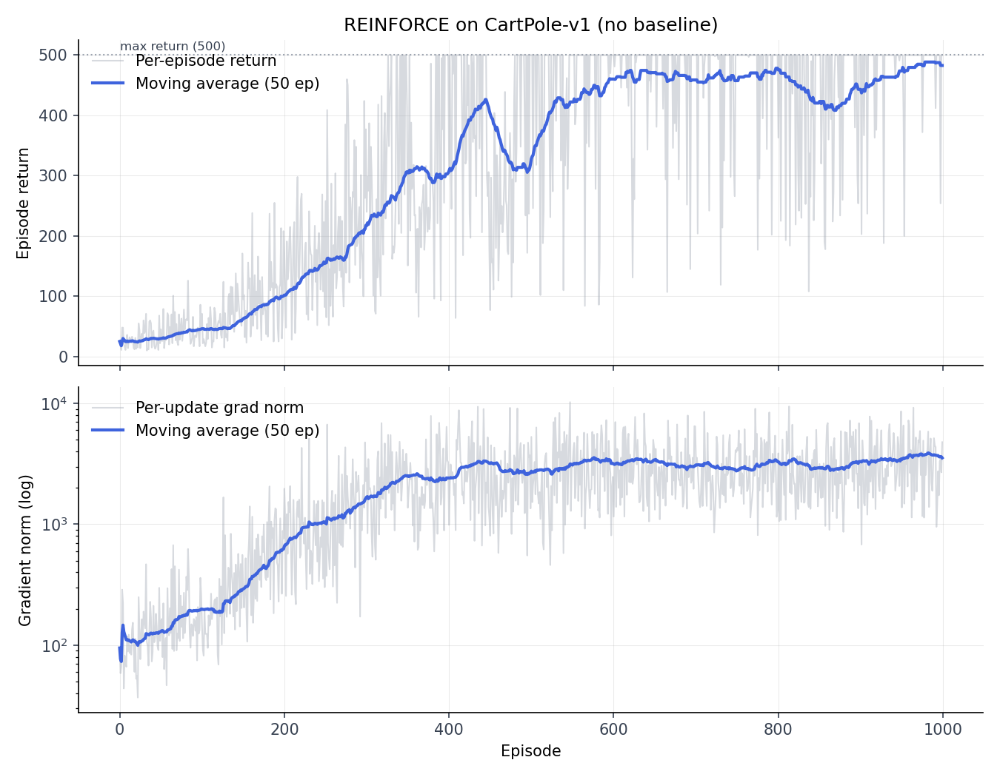 REINFORCE on CartPole-v1 (no baseline)
max return (500)
Per-episode return
Moving average (50 ep)
500
400
300
200
100
0
Episode return
Per-update grad norm
Moving average (50 ep)
10⁴
10³
10²
Gradient norm (log)
0 200 400 600 800 1000
Episode